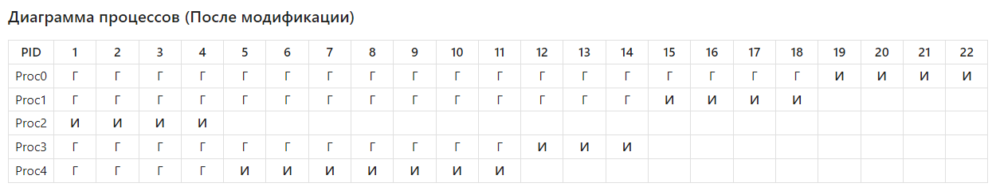 Диаграмма процессов (После модификации)
PID 1 2 3 4 5 6 7 8 9 10 11 12 13 14 15 16 17 18 19 20 21 22
Proc0 Г Г Г Г Г Г Г Г Г Г Г Г Г Г Г Г Г Г И И И И
Proc1 Г Г Г Г Г Г Г Г Г Г Г Г Г Г И И И И
Proc2 И И И И
Proc3 Г Г Г Г Г Г Г Г Г Г Г И И И
Proc4 Г Г Г Г И И И И И И И